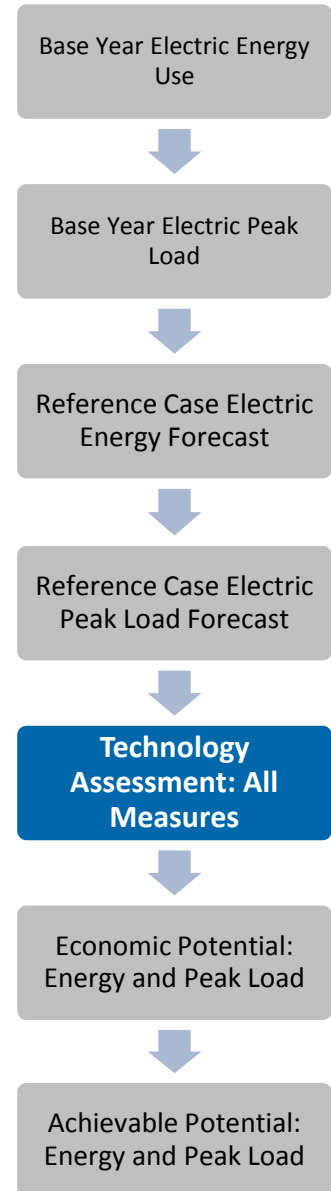 Base Year Electric Energy
Use
Base Year Electric Peak
Load
Reference Case Electric
Energy Forecast
Reference Case Electric
Peak Load Forecast
Technology
Assessment: All
Measures
Economic Potential:
Energy and Peak Load
Achievable Potential:
Energy and Peak Load